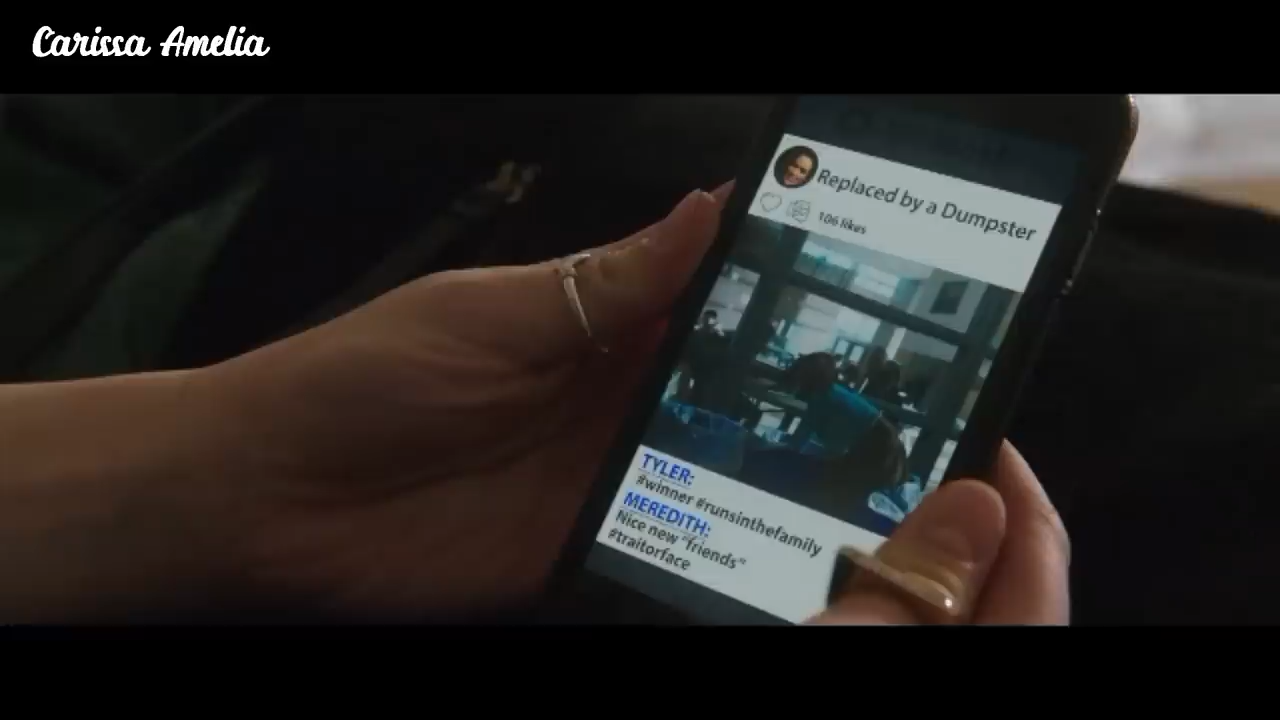 Carissa Amelia
Replaced by a Dumpster
106 likes
TYLER:
#winner #runsinthefamily
MEREDITH:
Nice new "friends"
#traitorface